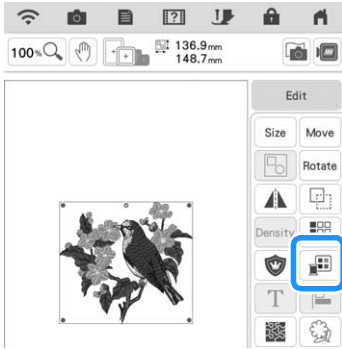 100%
136.9mm
148.7mm
Edit
Size Move
Rotate
Density
T